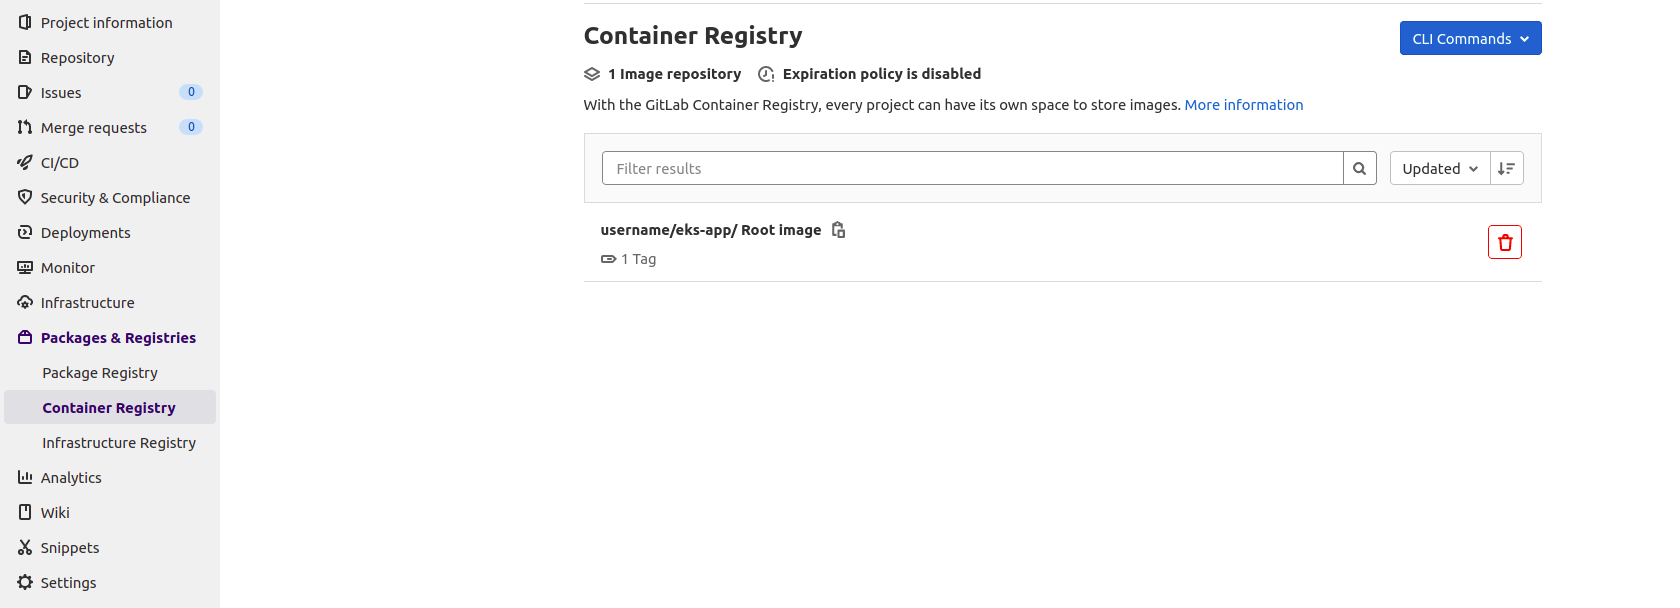 Project information
Repository
Issues 0
Merge requests 0
CI/CD
Security & Compliance
Deployments
Monitor
Infrastructure
Packages & Registries
Package Registry
Container Registry
Infrastructure Registry
Analytics
Wiki
Snippets
Settings
Container Registry
CLI Commands
1 Image repository Expiration policy is disabled
With the GitLab Container Registry, every project can have its own space to store images. More information
Filter results Updated
username/eks-app/ Root image
1 Tag